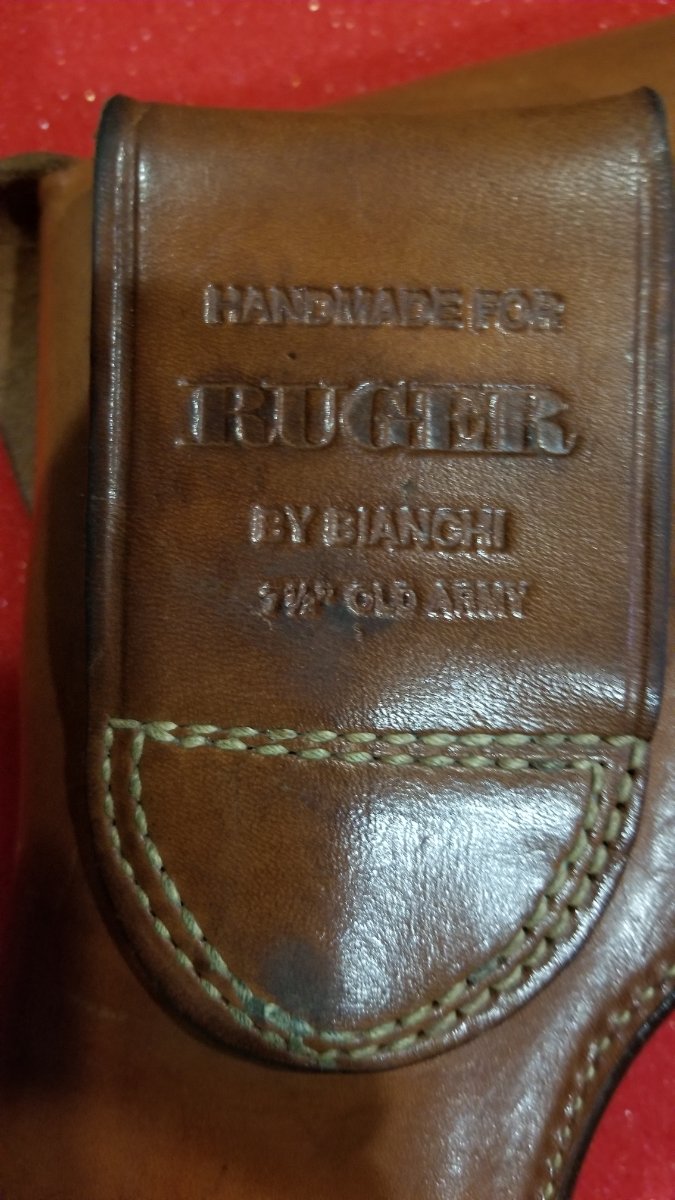 HANDMADE FOR
RUGER
BY BIANCHI
7½" OLD ARMY